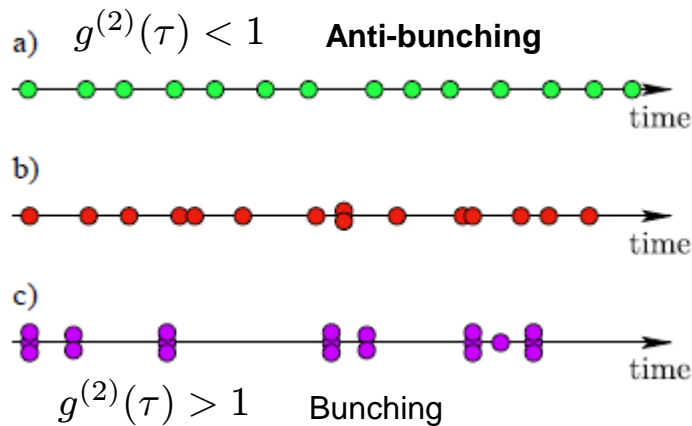 a) g^{(2)}(τ) < 1 Anti-bunching
time
b)
time
c)
time
g^{(2)}(τ) > 1 Bunching